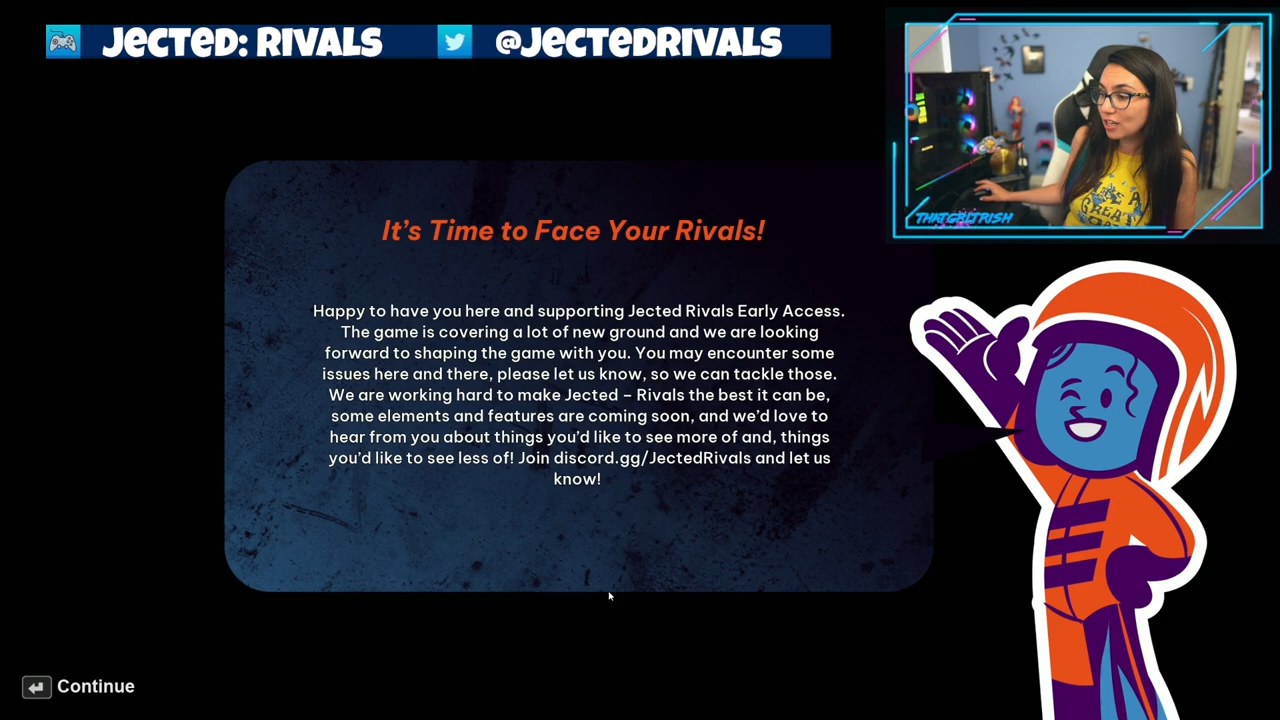 JECTED: RIVALS
@JECTEDRIVALS
THATGRLTRISH
It's Time to Face Your Rivals!
Happy to have you here and supporting Jected Rivals Early Access.
The game is covering a lot of new ground and we are looking
forward to shaping the game with you. You may encounter some
issues here and there, please let us know, so we can tackle those.
We are working hard to make Jected – Rivals the best it can be,
some elements and features are coming soon, and we'd love to
hear from you about things you'd like to see more of and, things
you'd like to see less of! Join discord.gg/JectedRivals and let us
know!
Continue